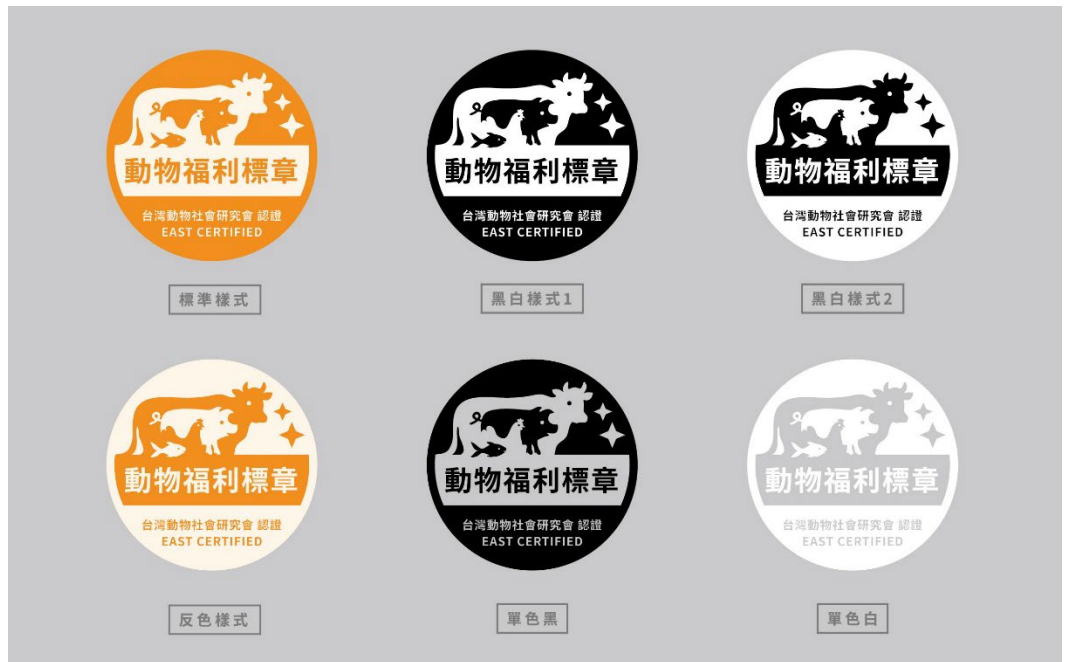 動物福利標章
台灣動物社會研究會 認證
EAST CERTIFIED
標準樣式
動物福利標章
台灣動物社會研究會 認證
EAST CERTIFIED
黑白樣式1
動物福利標章
台灣動物社會研究會 認證
EAST CERTIFIED
黑白樣式2
動物福利標章
台灣動物社會研究會 認證
EAST CERTIFIED
反色樣式
動物福利標章
台灣動物社會研究會 認證
EAST CERTIFIED
單色黑
動物福利標章
台灣動物社會研究會 認證
EAST CERTIFIED
單色白